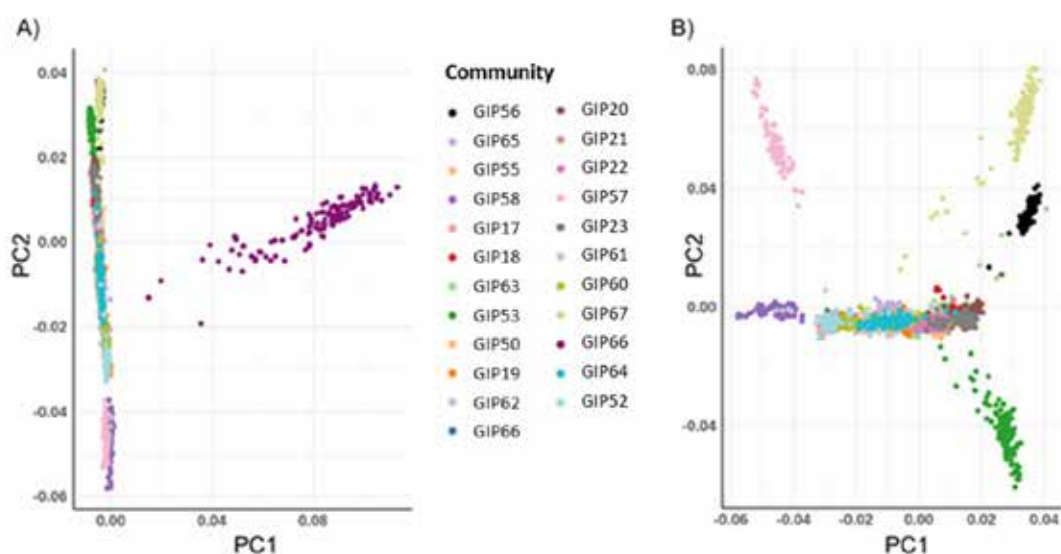 A)
B)
0.04
0.02
0.00
-0.02
-0.04
-0.06
PC2
0.00 0.04 0.08
PC1
Community
GIP56 GIP20
GIP65 GIP21
GIP55 GIP22
GIP58 GIP57
GIP17 GIP23
GIP18 GIP61
GIP63 GIP60
GIP53 GIP67
GIP50 GIP66
GIP19 GIP64
GIP62 GIP52
GIP66
0.08
0.04
0.00
-0.04
PC2
-0.06 -0.04 -0.02 0.00 0.02 0.04
PC1